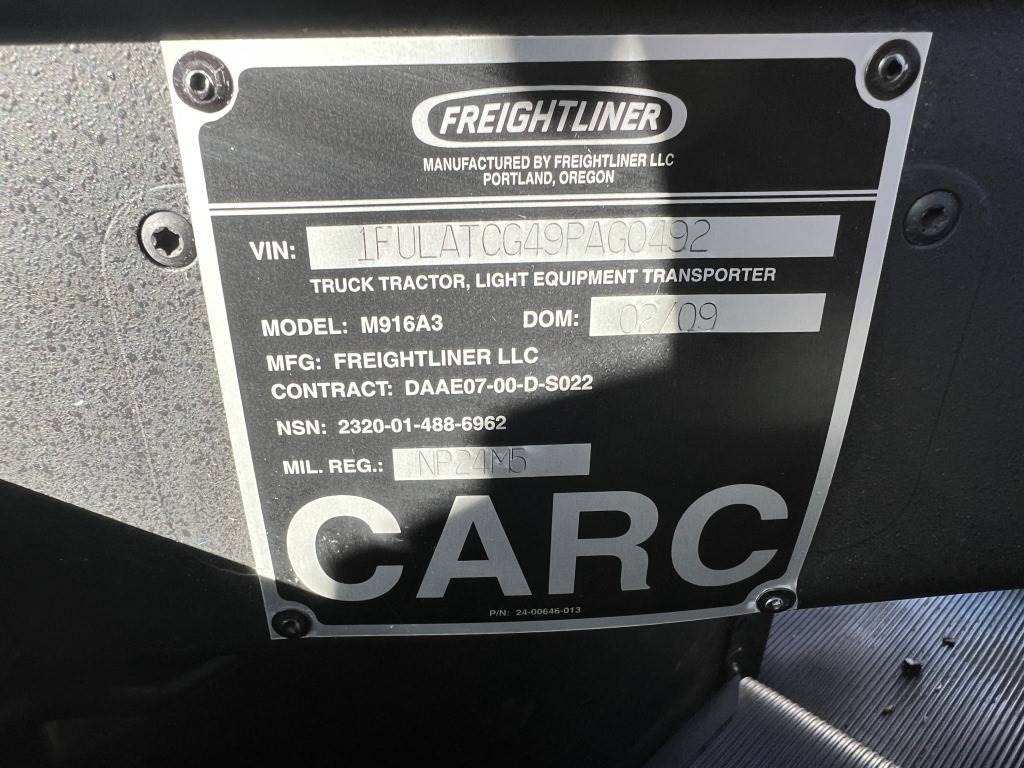 FREIGHTLINER
MANUFACTURED BY FREIGHTLINER LLC
PORTLAND, OREGON
VIN: 1FULATCG49PAG0492
TRUCK TRACTOR, LIGHT EQUIPMENT TRANSPORTER
MODEL: M916A3 DOM: 02/09
MFG: FREIGHTLINER LLC
CONTRACT: DAAE07-00-D-S022
NSN: 2320-01-488-6962
MIL. REG.: NP24M5
CARC
P/N: 24-00646-013